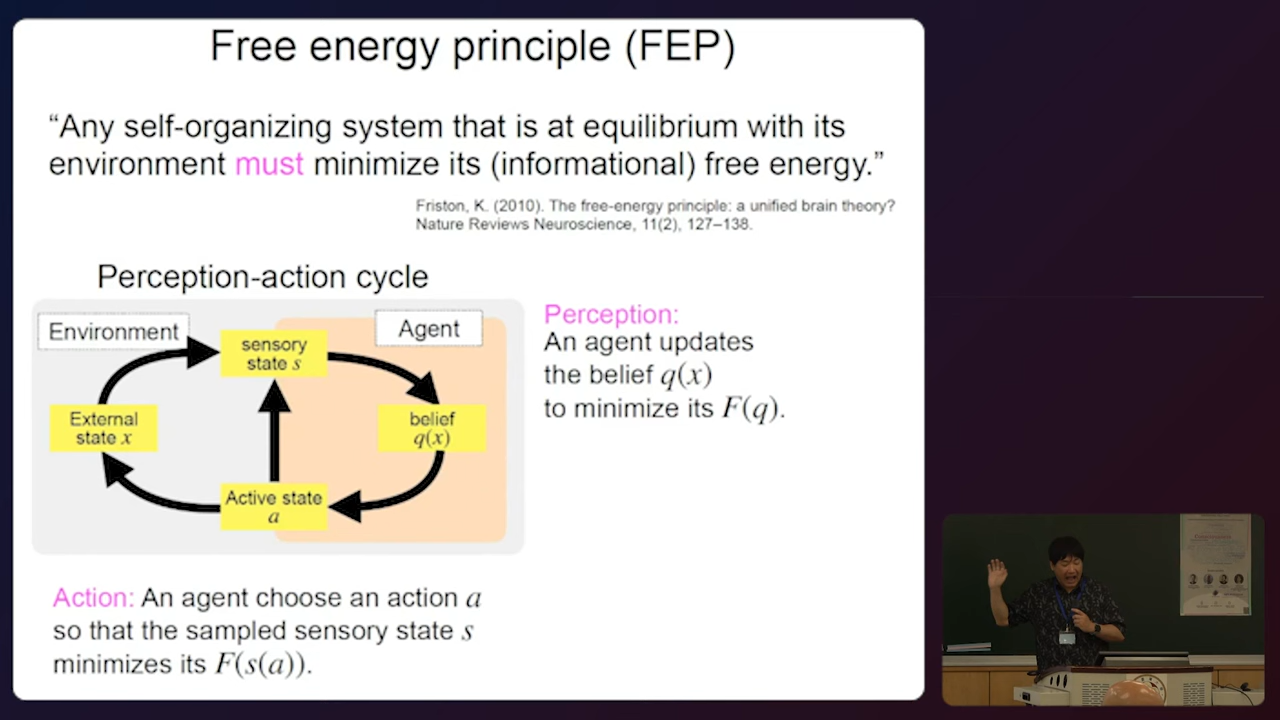 Free energy principle (FEP)
“Any self-organizing system that is at equilibrium with its
environment must minimize its (informational) free energy.”
Friston, K. (2010). The free-energy principle: a unified brain theory?
Nature Reviews Neuroscience, 11(2), 127–138.
Perception-action cycle
Environment
Agent
sensory
state s
External
state x
belief
q(x)
Active state
a
Perception:
An agent updates
the belief q(x)
to minimize its F(q).
Action: An agent choose an action a
so that the sampled sensory state s
minimizes its F(s(a)).